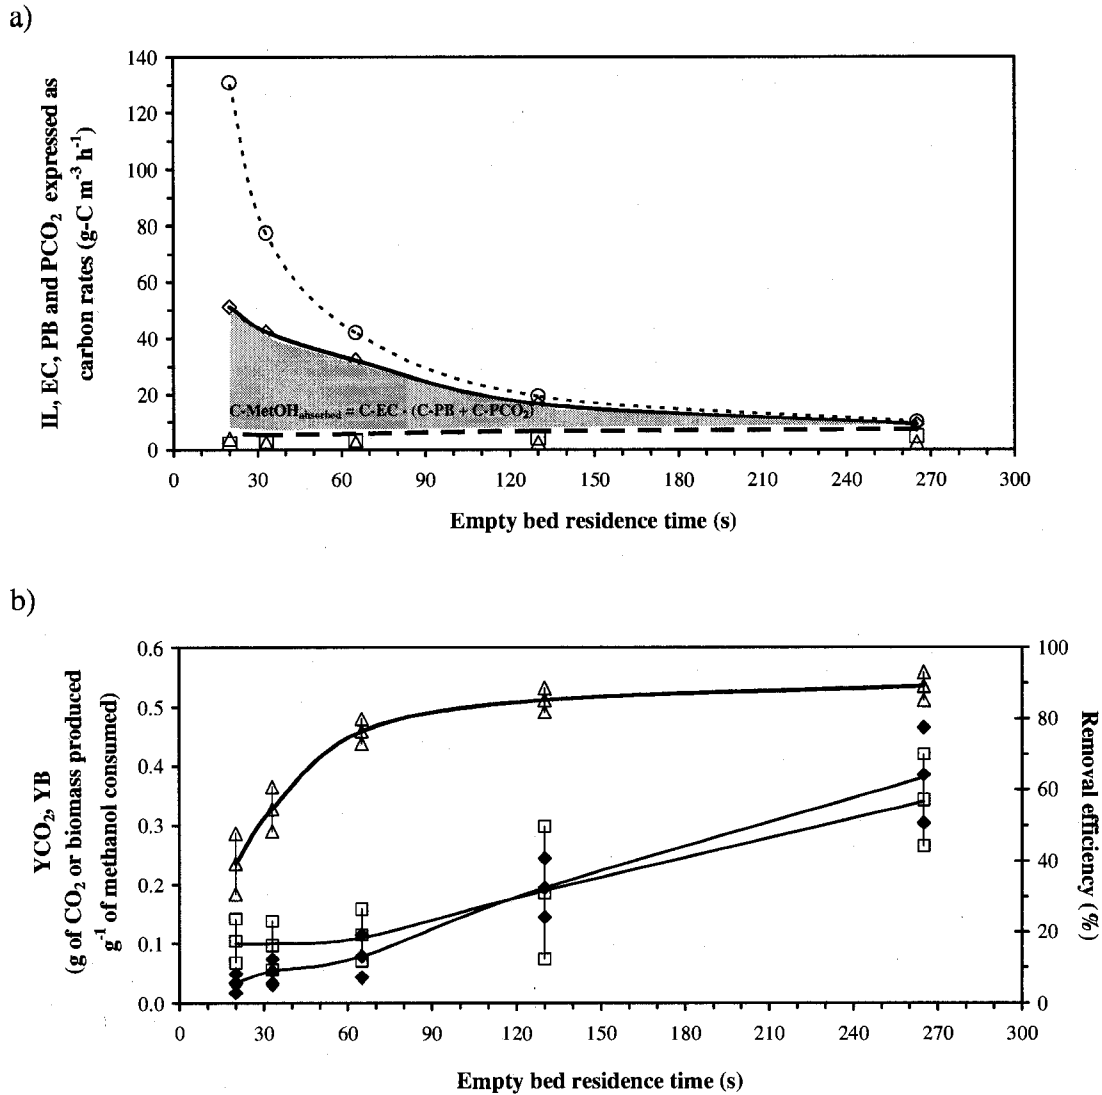 a)
IL, EC, PB and PCO₂ expressed as
carbon rates (g-C m⁻³ h⁻¹)
140
120
100
80
60
40
20
0
C-MetOHabsorbed = C-EC - (C-PB + C-PCO₂)
0 30 60 90 120 150 180 210 240 270 300
Empty bed residence time (s)
b)
YCO₂, YB
(g of CO₂ or biomass produced
g⁻¹ of methanol consumed)
0.6
0.5
0.4
0.3
0.2
0.1
0.0
100
80
60
40
20
0
Removal efficiency (%)
0 30 60 90 120 150 180 210 240 270 300
Empty bed residence time (s)